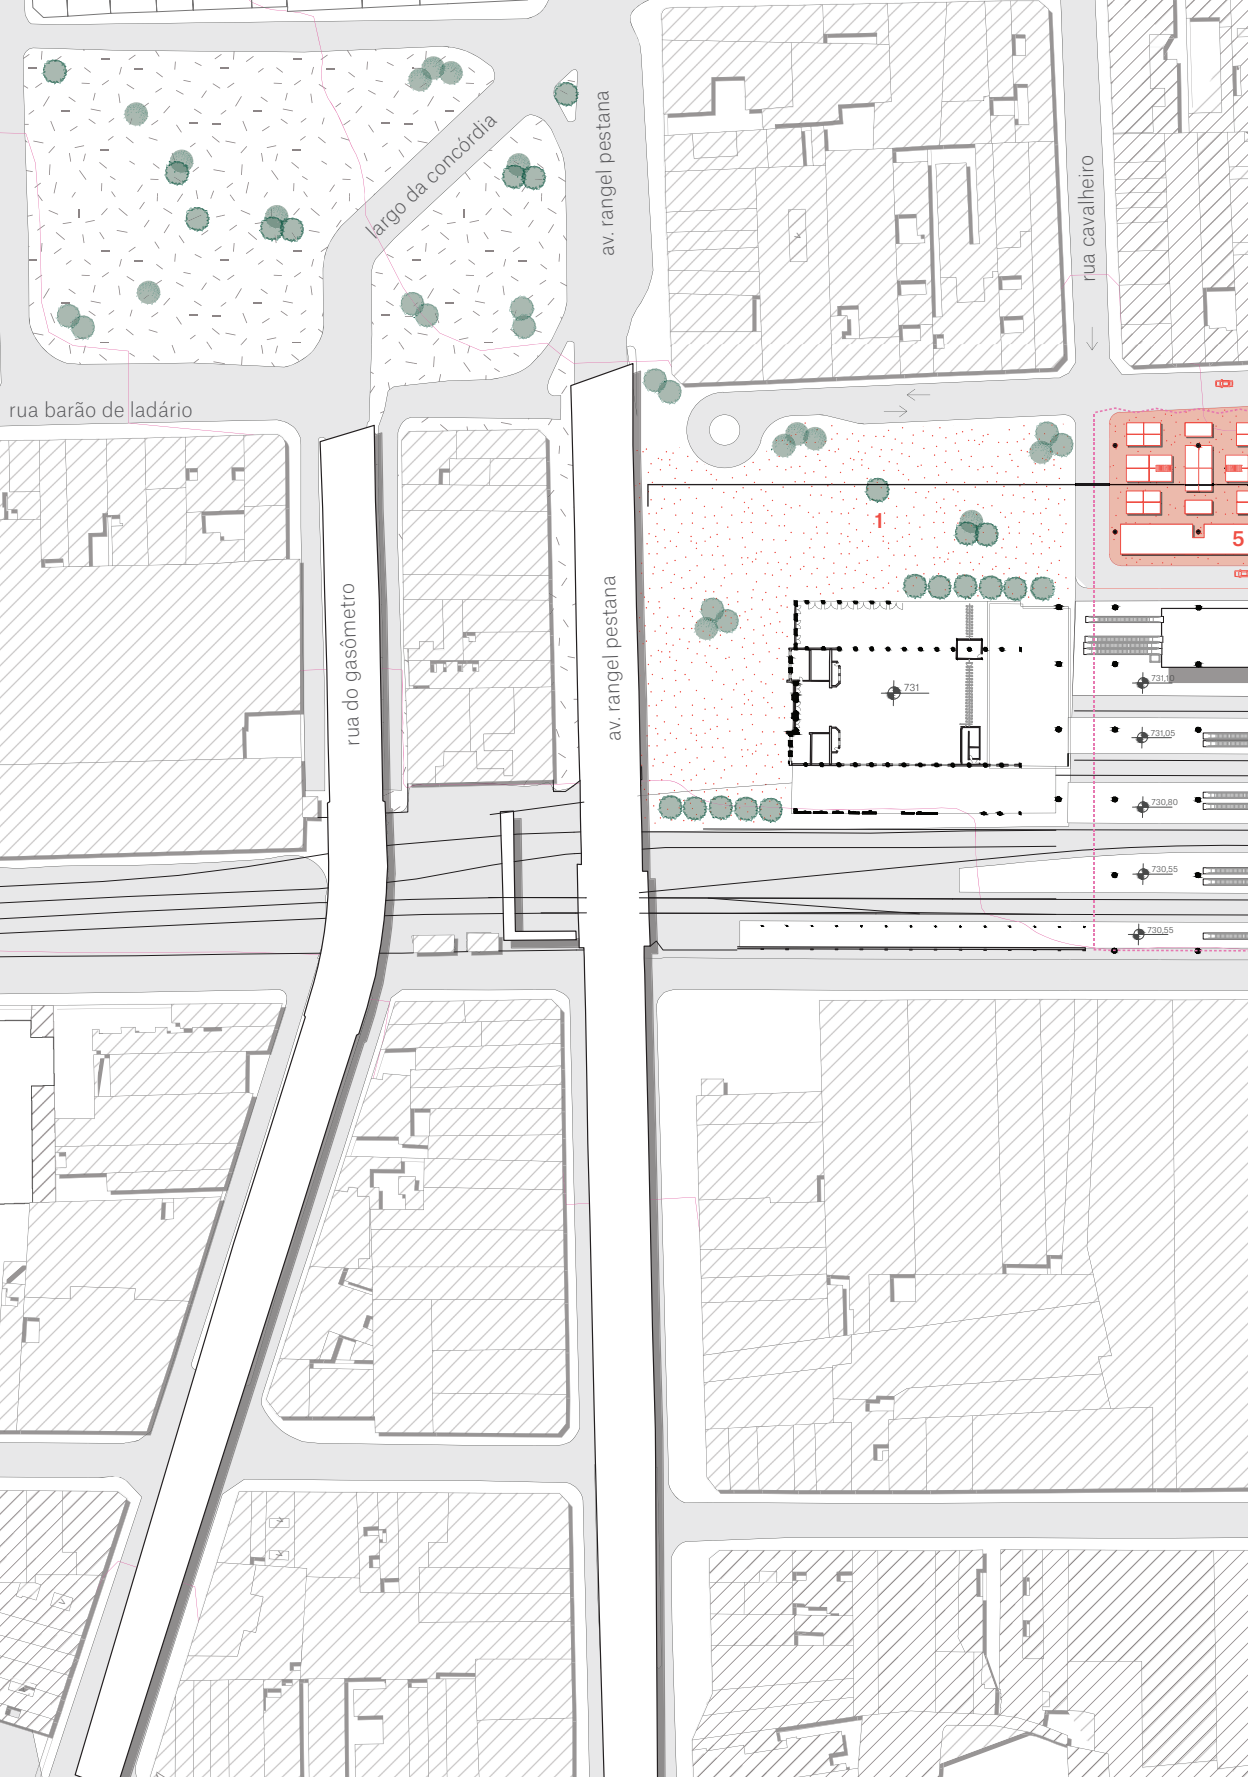 av. rangel pestana
largo da concórdia
rua cavalheiro
rua barão de ladário
1
5
rua do gasômetro
av. rangel pestana
731
731,10
731,05
730,80
730,55
730,55